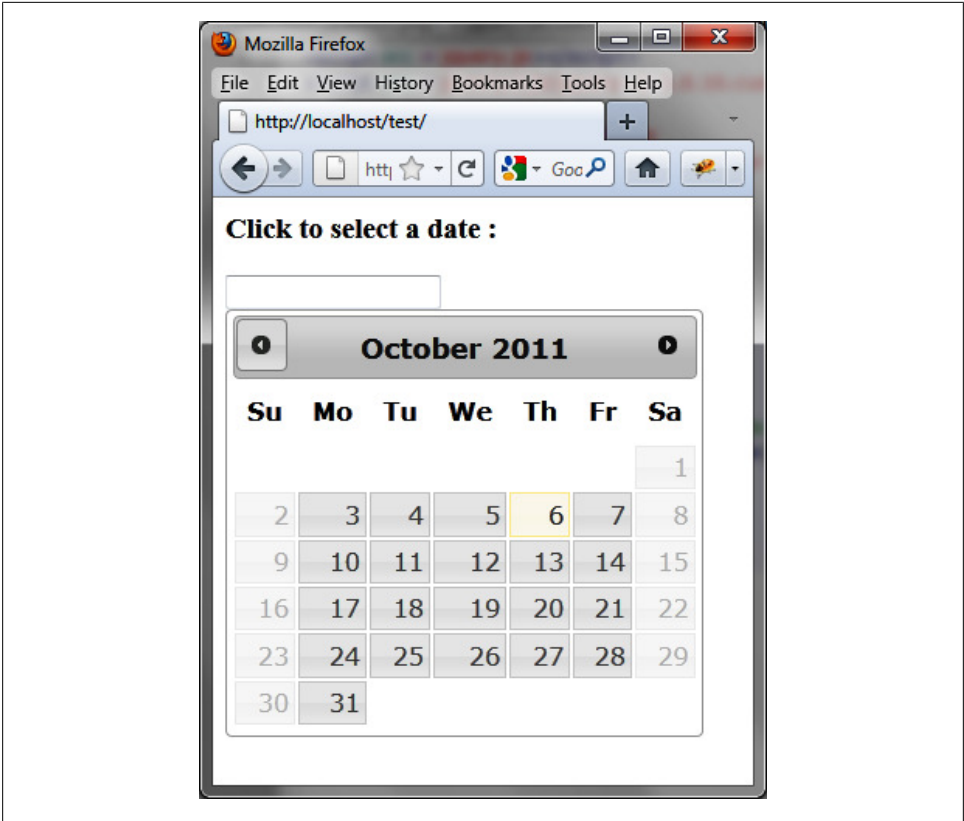 Mozilla Firefox
File Edit View History Bookmarks Tools Help
http://localhost/test/
Click to select a date :
October 2011
Su Mo Tu We Th Fr Sa
1
2 3 4 5 6 7 8
9 10 11 12 13 14 15
16 17 18 19 20 21 22
23 24 25 26 27 28 29
30 31